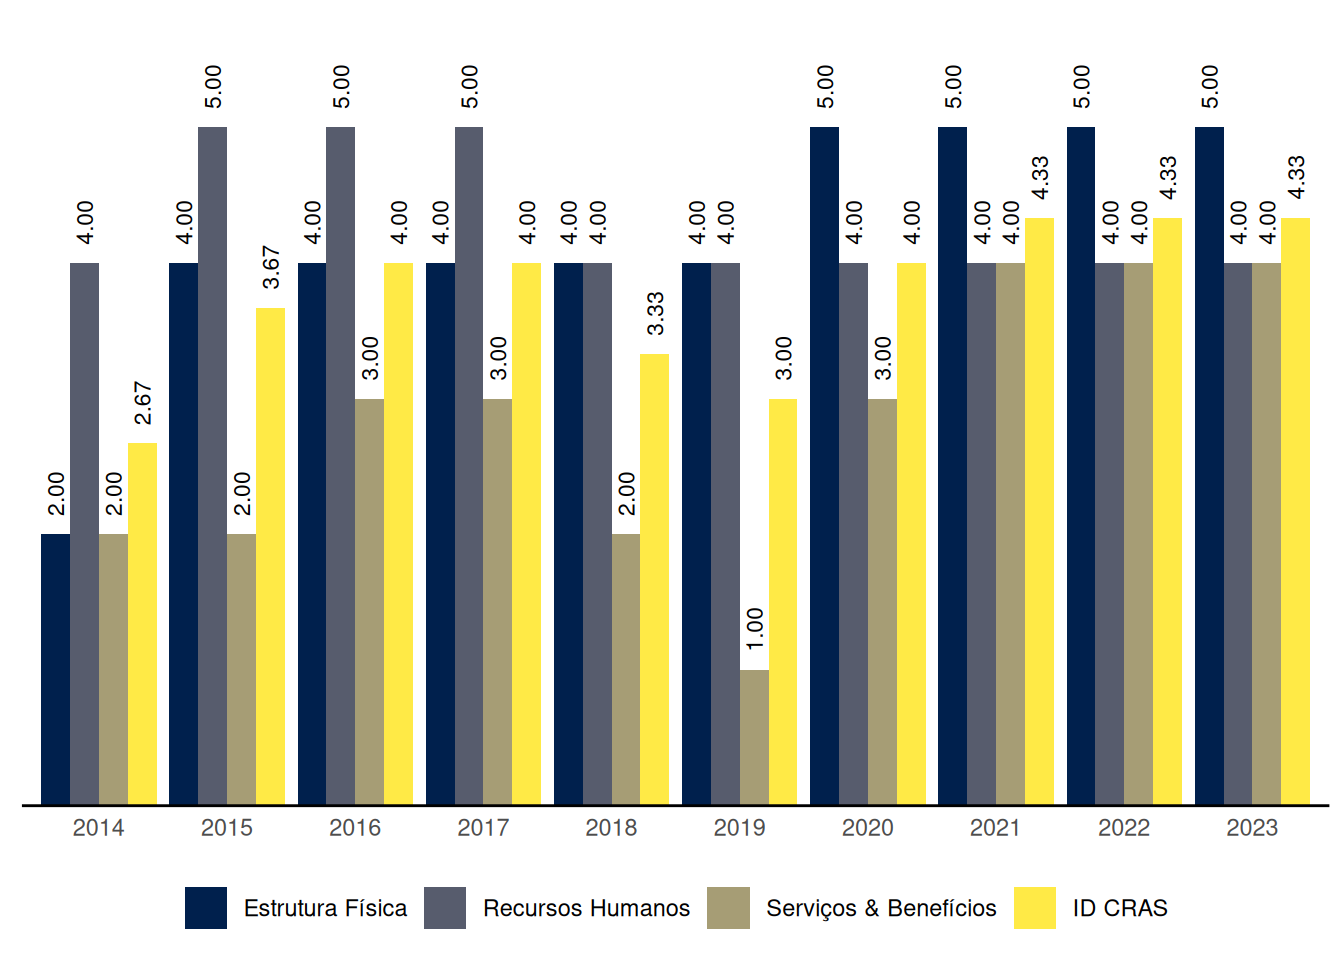 2.00 4.00 2.00 2.67 4.00 5.00 2.00 3.67 4.00 5.00 3.00 4.00 4.00 5.00 3.00 4.00 4.00 4.00 2.00 3.33 4.00 4.00 1.00 3.00 5.00 4.00 3.00 4.00 5.00 4.00 4.00 4.33 5.00 4.00 4.00 4.33 5.00 4.00 4.00 4.33
2014 2015 2016 2017 2018 2019 2020 2021 2022 2023
Estrutura Física Recursos Humanos Serviços & Benefícios ID CRAS